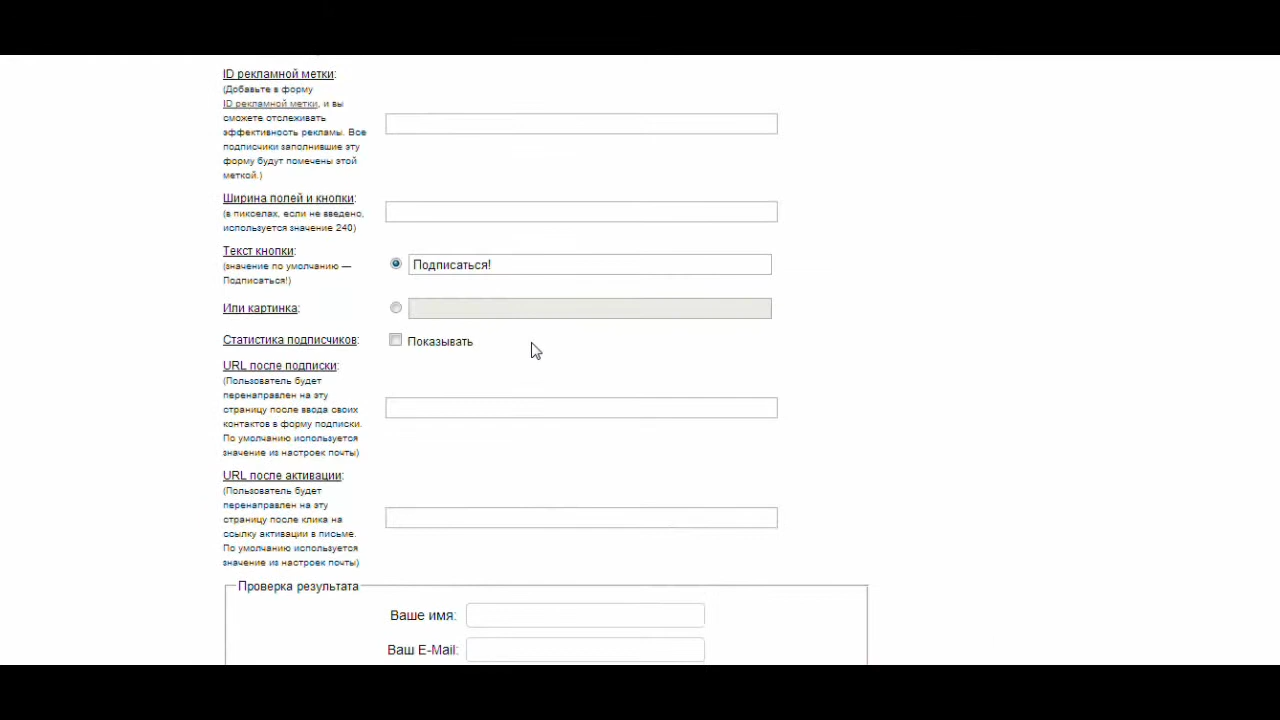 ID рекламной метки:
(Добавьте в форму
ID рекламной метки, и вы
сможете отслеживать
эффективность рекламы. Все
подписчики заполнившие эту
форму будут помечены этой
меткой.)
Ширина полей и кнопки:
(в пикселах, если не введено,
используется значение 240)
Текст кнопки:
(значение по умолчанию —
Подписаться!)
Подписаться!
Или картинка:
Статистика подписчиков:
Показывать
URL после подписки:
(Пользователь будет
перенаправлен на эту
страницу после ввода своих
контактов в форму подписки.
По умолчанию используется
значение из настроек почты)
URL после активации:
(Пользователь будет
перенаправлен на эту
страницу после клика на
ссылку активации в письме.
По умолчанию используется
значение из настроек почты)
Проверка результата
Ваше имя:
Ваш E-Mail: